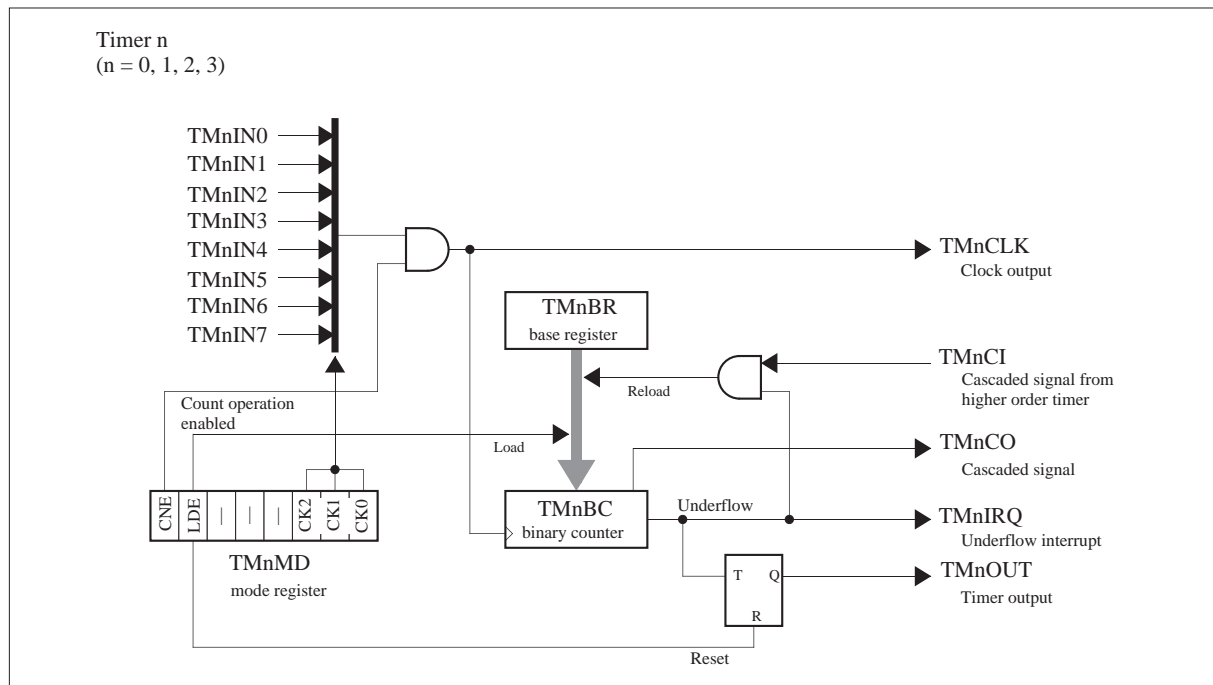 Timer n
(n = 0, 1, 2, 3)
TMnIN0
TMnIN1
TMnIN2
TMnIN3
TMnIN4
TMnIN5
TMnIN6
TMnIN7
TMnCLK
Clock output
TMnBR
base register
TMnCI
Cascaded signal from
higher order timer
Reload
Count operation
enabled
Load
TMnCO
Cascaded signal
CNE
LDE
—
—
—
CK2
CK1
CK0
TMnMD
mode register
TMnBC
binary counter
Underflow
TMnIRQ
Underflow interrupt
T
Q
R
TMnOUT
Timer output
Reset